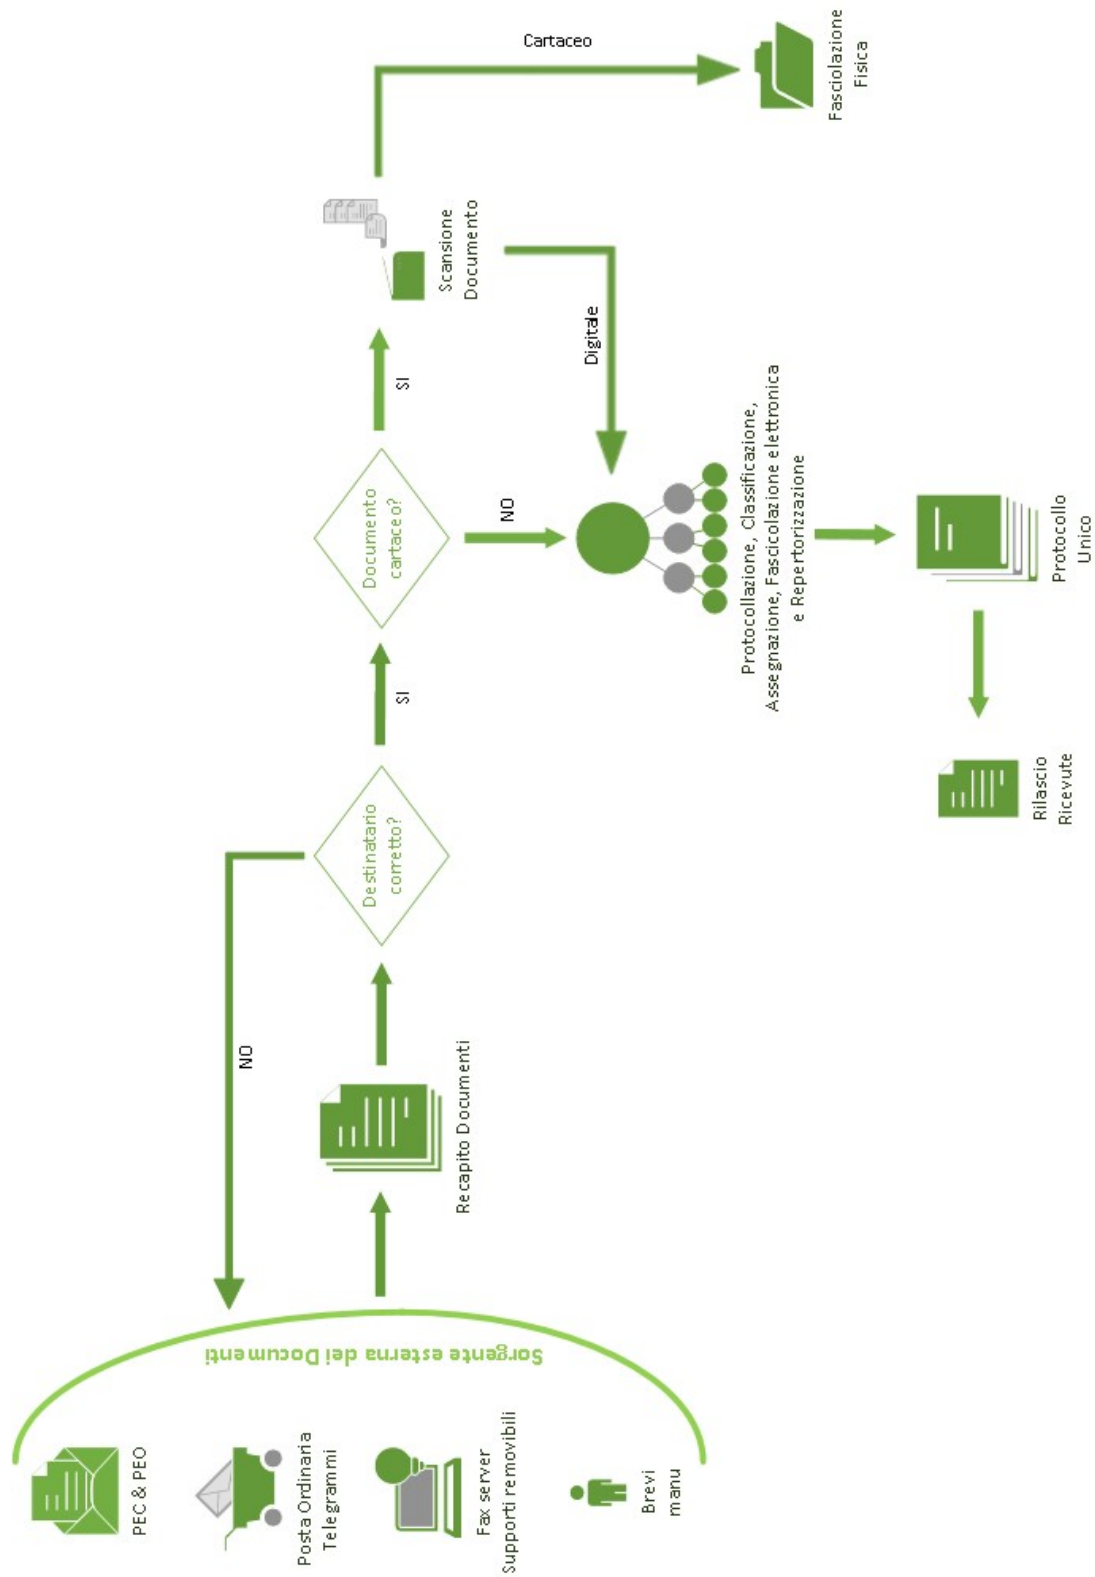 PEC & PEO
Posta Ordinaria
Telegrammi
Fax server
Supporti removibili
Brevi
manu
Sorgente esterna dei Documenti
NO
Recapito Documenti
Destinatario
corretto?
SI
Documento
cartaceo?
SI
NO
Scansione
Documento
Cartaceo
Digitale
Fasciolazione
Fisica
Protocollazione, Classificazione,
Assegnazione, Fascicolazione elettronica
e Repertorizzazione
Protocollo
Unico
Rilascio
Ricevute